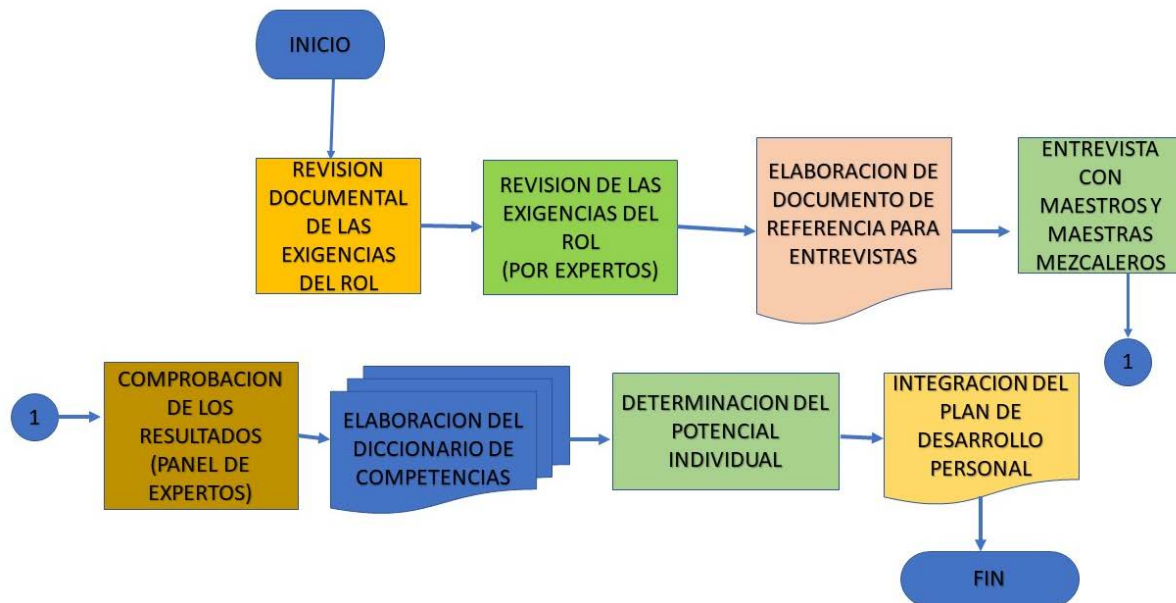 INICIO
REVISION
DOCUMENTAL
DE LAS
EXIGENCIAS
DEL ROL
REVISION DE LAS
EXIGENCIAS DEL
ROL
(POR EXPERTOS)
ELABORACION DE
DOCUMENTO DE
REFERENCIA PARA
ENTREVISTAS
ENTREVISTA
CON
MAESTROS Y
MAESTRAS
MEZCALEROS
1
1
COMPROBACION
DE LOS
RESULTADOS
(PANEL DE
EXPERTOS)
ELABORACION DEL
DICCIONARIO DE
COMPETENCIAS
DETERMINACION DEL
POTENCIAL
INDIVIDUAL
INTEGRACION DEL
PLAN DE
DESARROLLO
PERSONAL
FIN